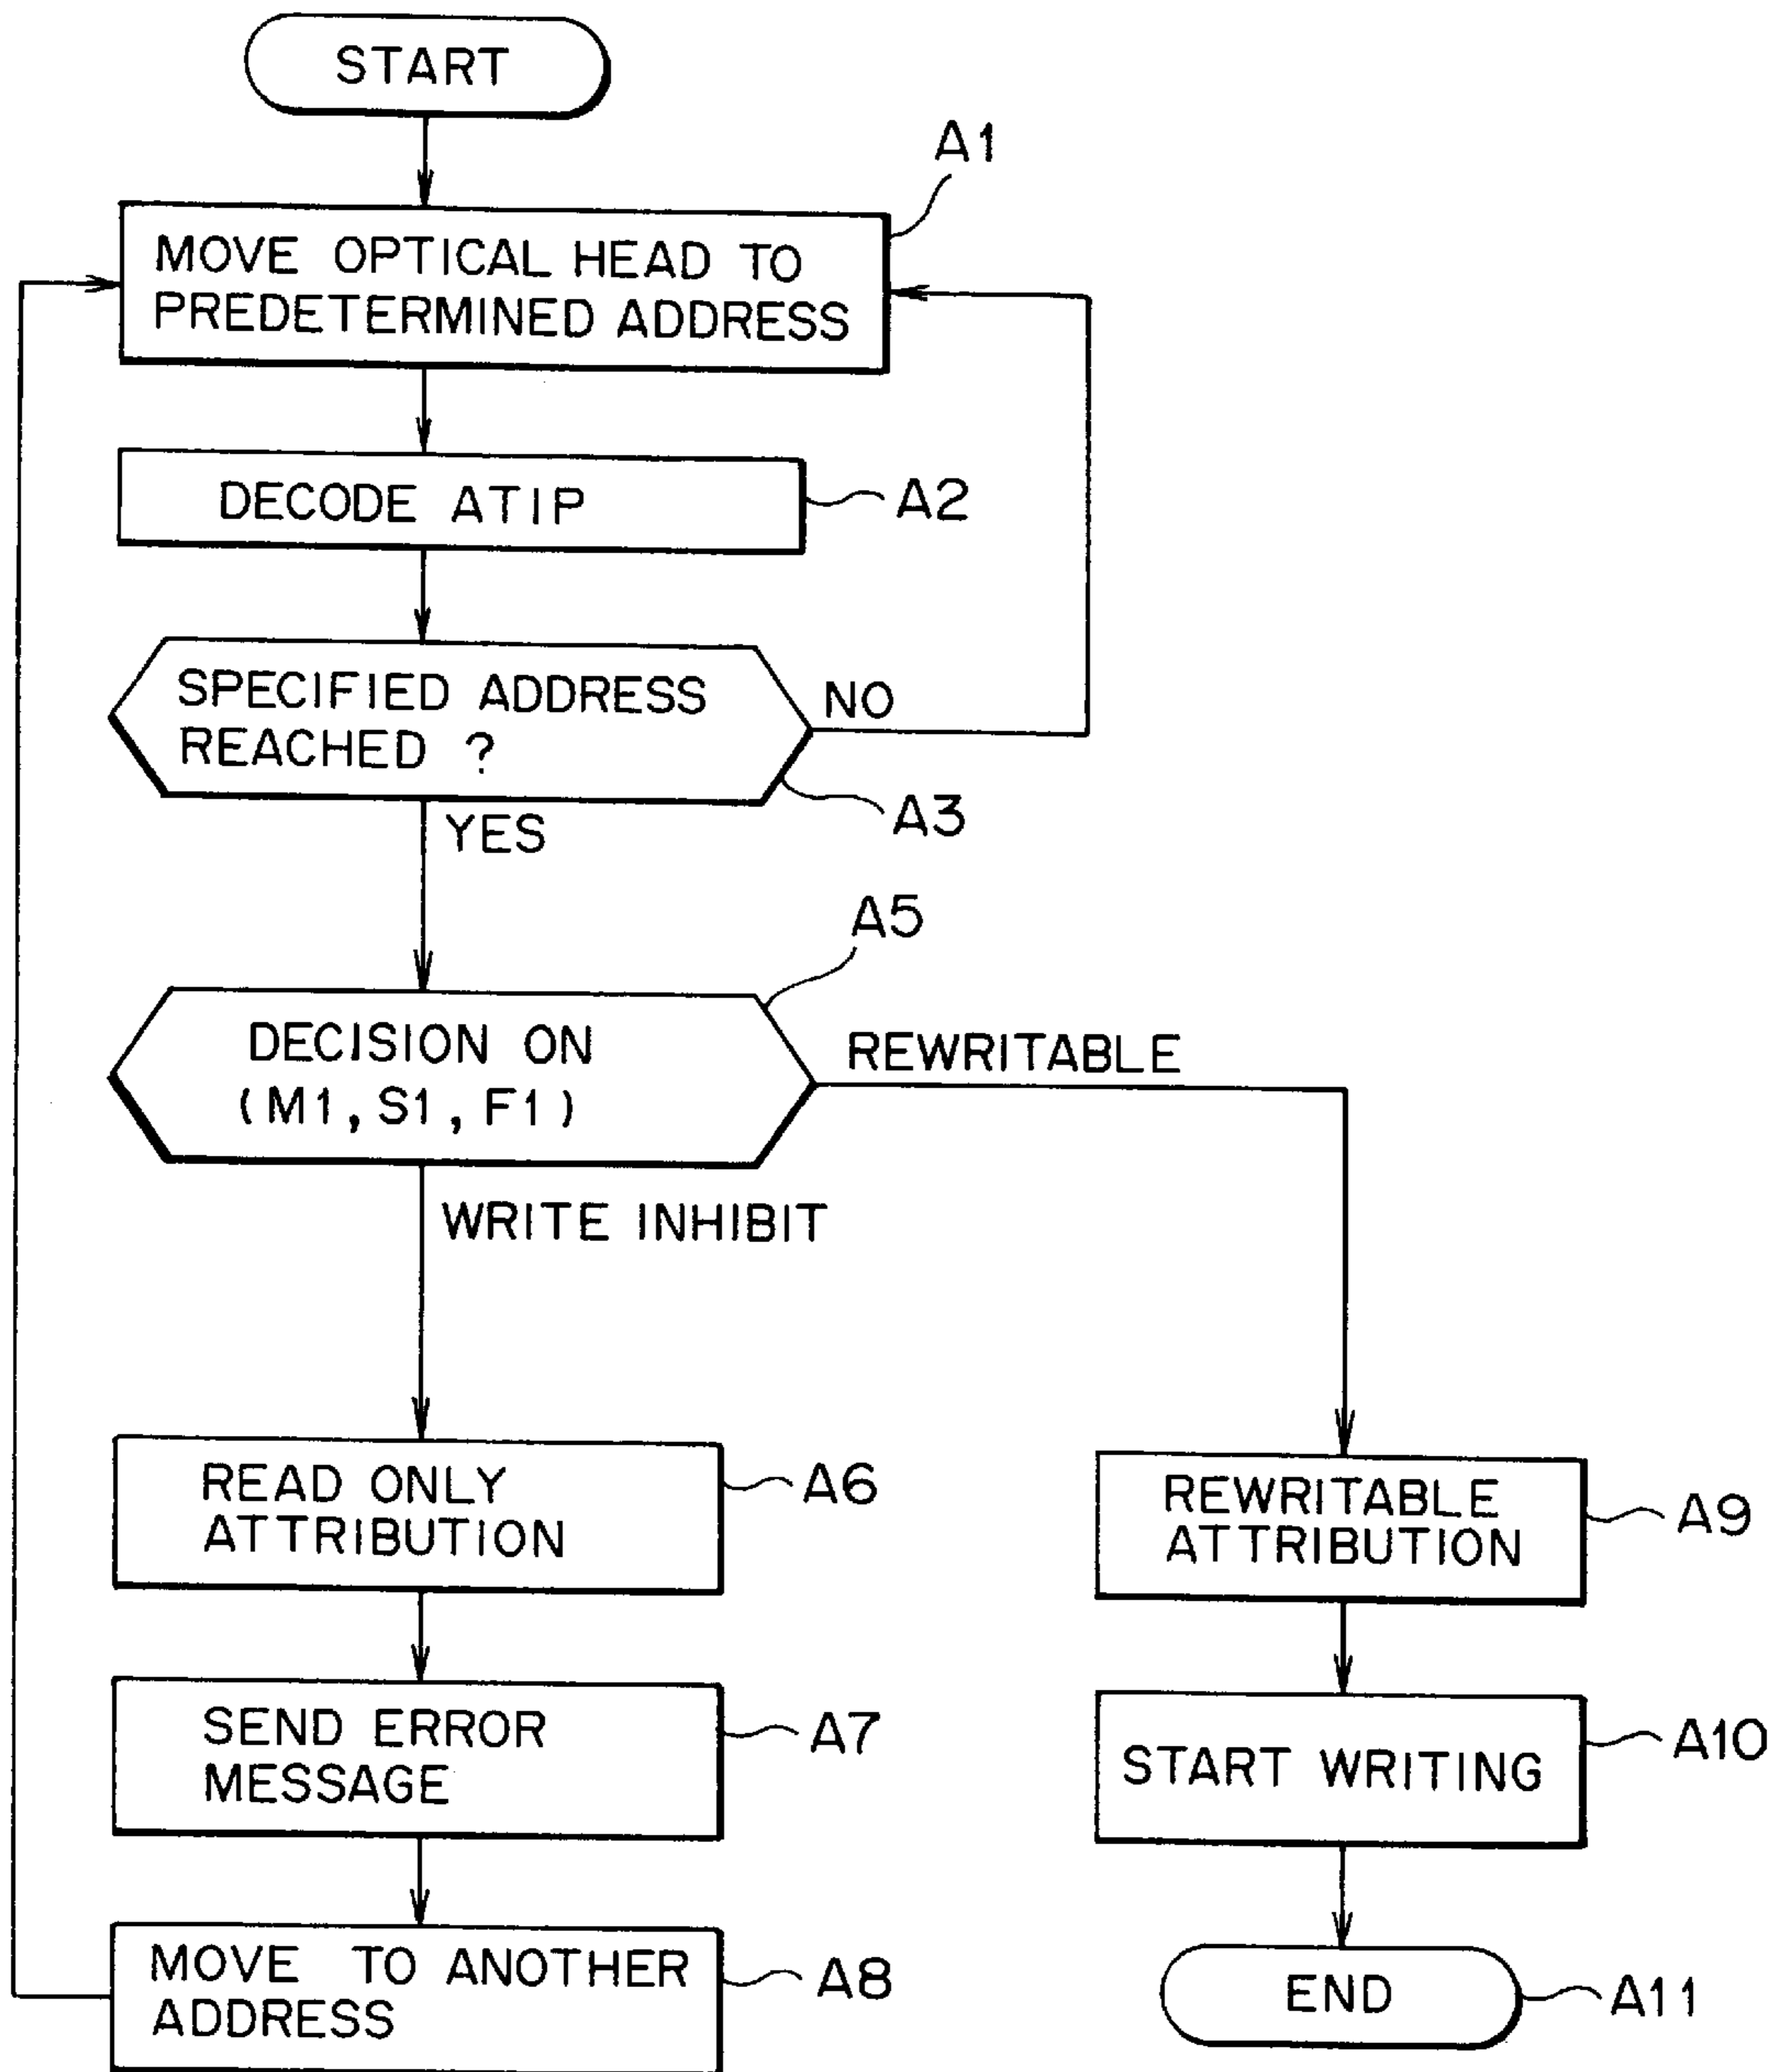 START
A1
MOVE OPTICAL HEAD TO
PREDETERMINED ADDRESS
DECODE ATIP
A2
SPECIFIED ADDRESS
REACHED ?
NO
A3
YES
A5
DECISION ON
(M1, S1, F1)
REWRITABLE
WRITE INHIBIT
READ ONLY
ATTRIBUTION
A6
REWRITABLE
ATTRIBUTION
A9
SEND ERROR
MESSAGE
A7
START WRITING
A10
MOVE TO ANOTHER
ADDRESS
A8
END
A11